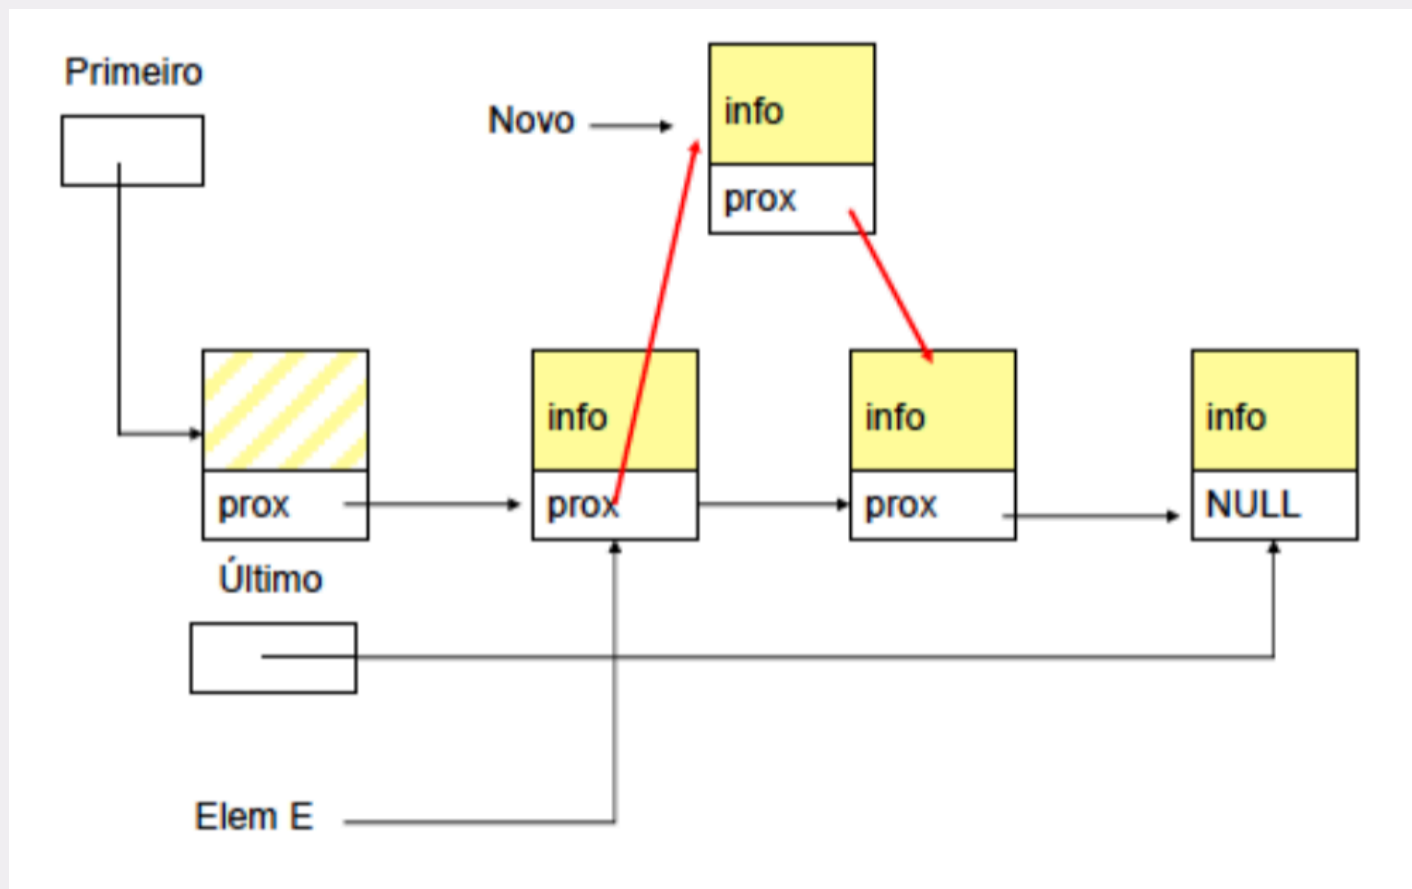 Primeiro
Novo
info
prox
info
info
info
prox
prox
prox
NULL
Último
Elem E